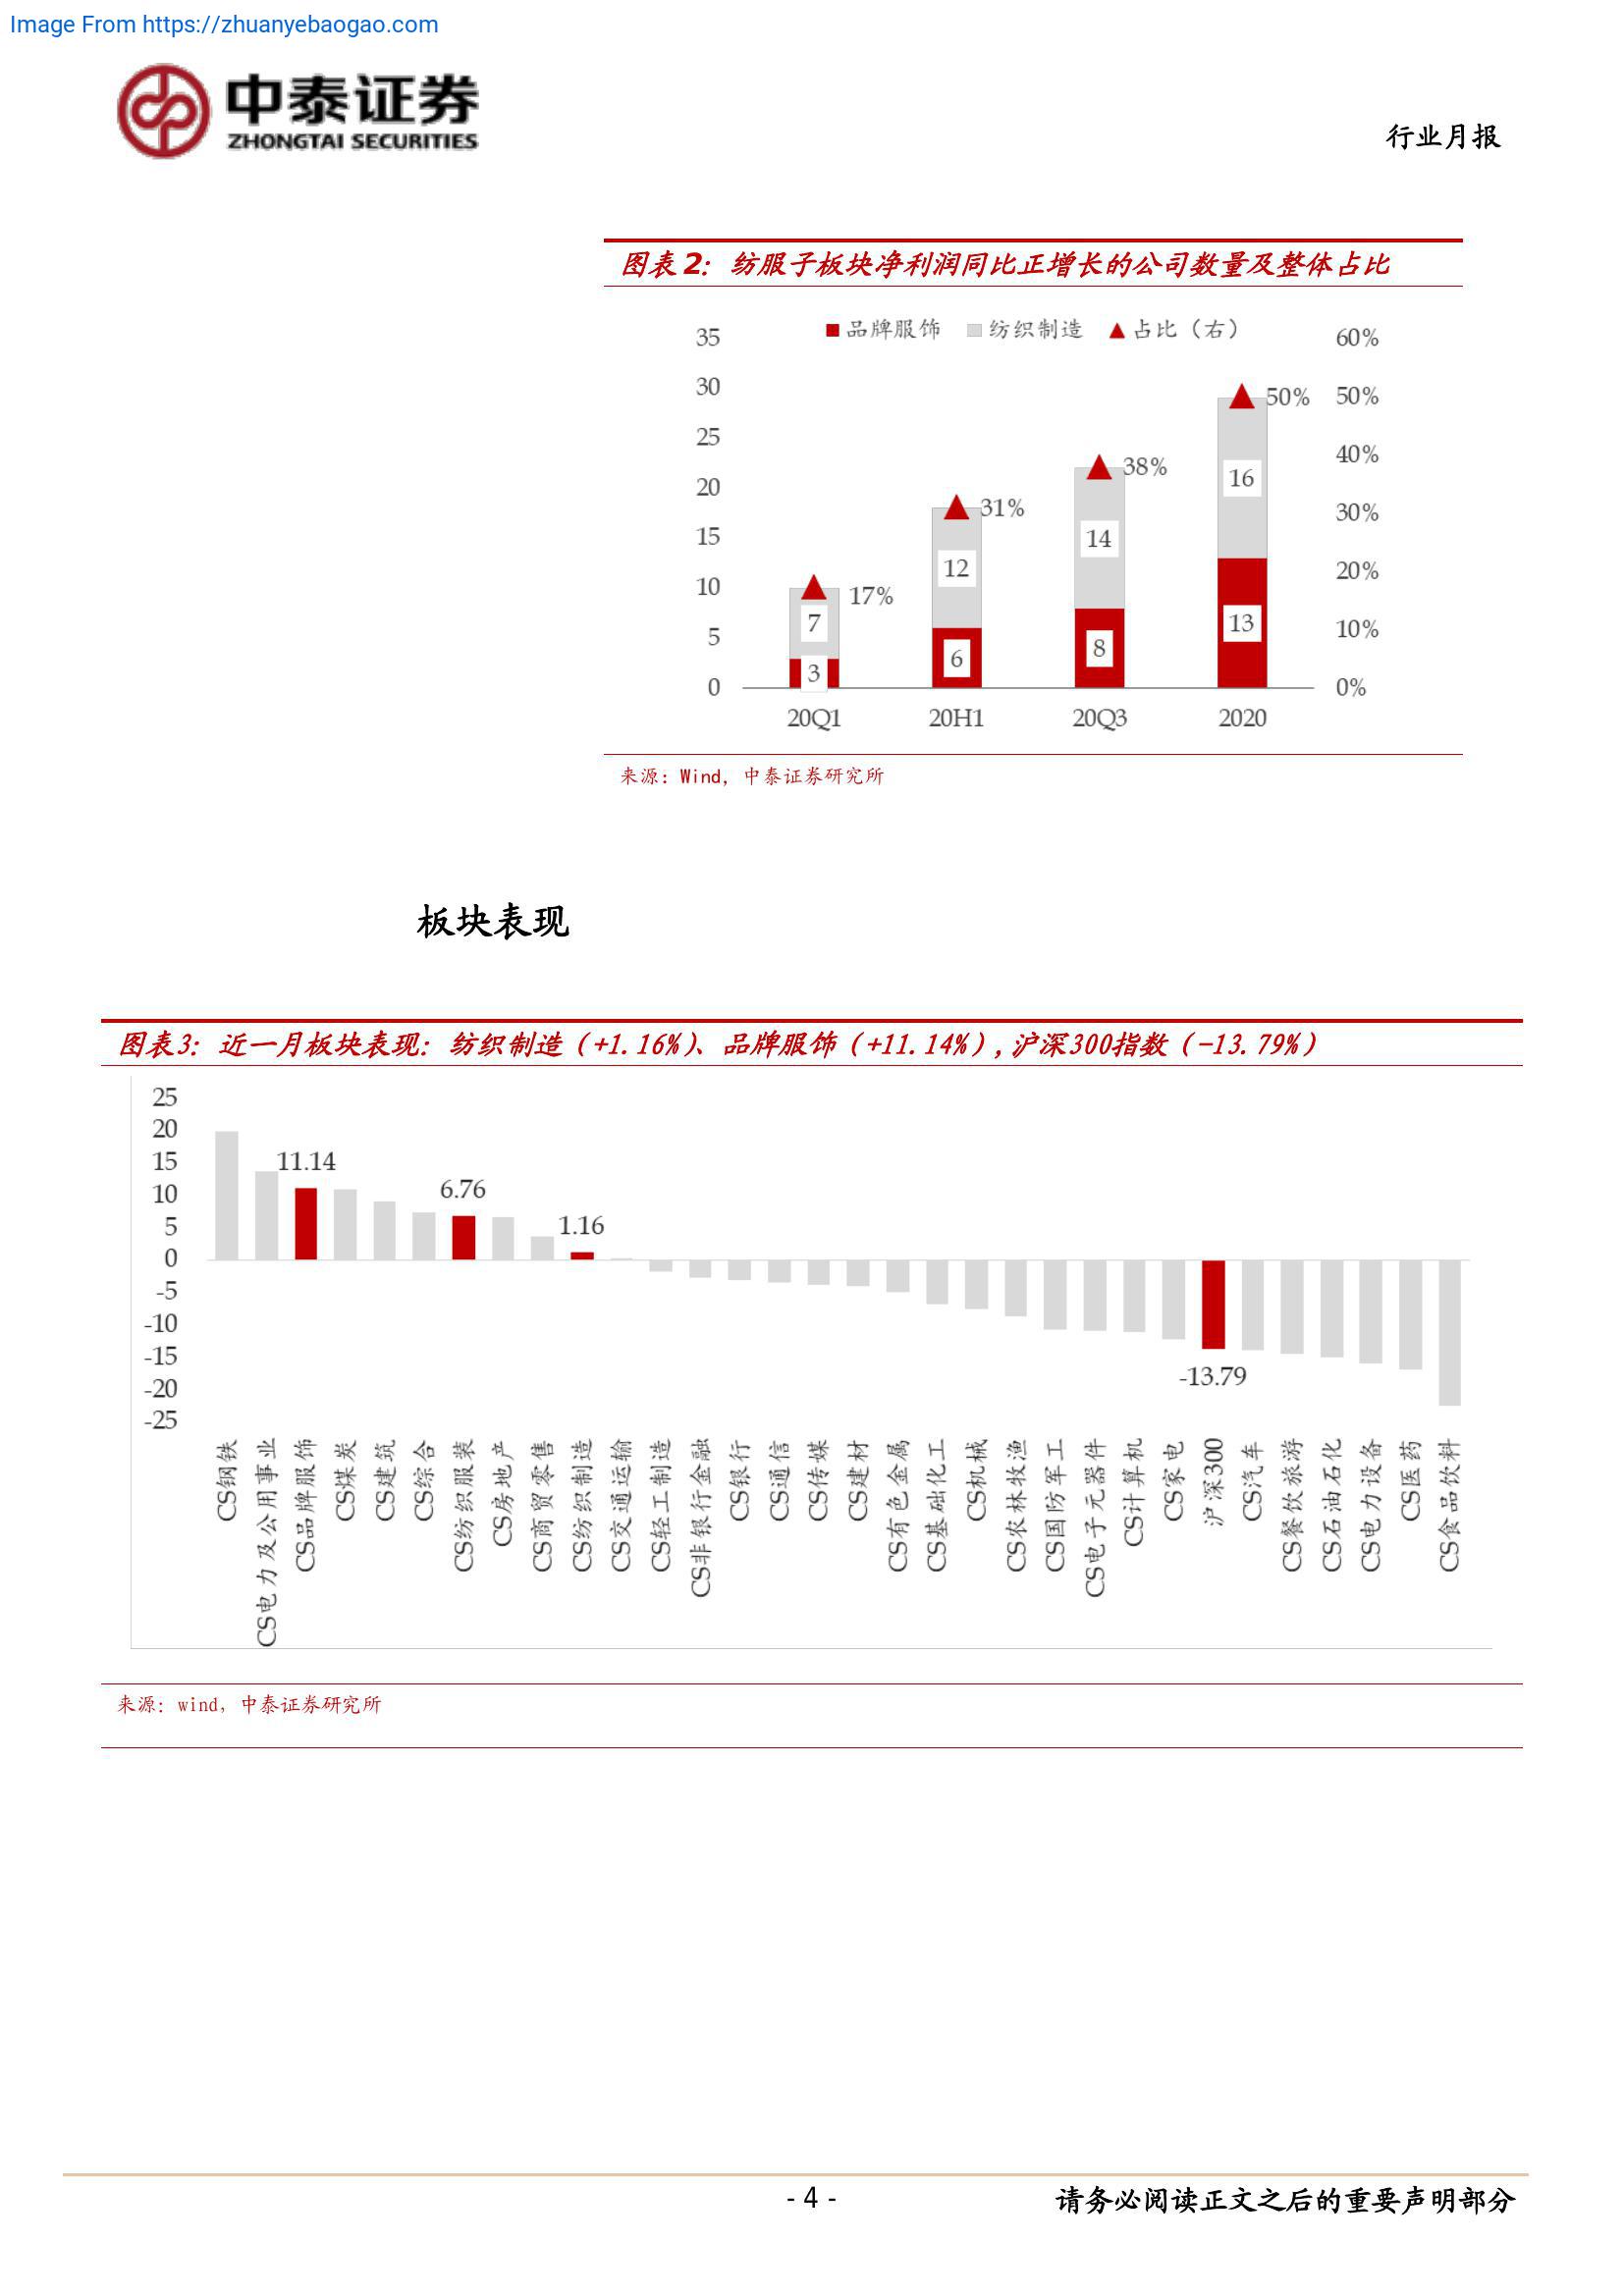 Image From https://zhuanyebaogao.com
中泰证券
ZHONGTAI SECURITIES
行业月报
图表2：纺服子板块净利润同比正增长的公司数量及整体占比
品牌服饰 纺织制造 占比（右）
35 60%
30 50% 50%
25 40%
20 38% 16
15 31% 14 30%
10 17% 12 20%
5 7 13 10%
0 3 6 8 0%
20Q1 20H1 20Q3 2020
来源：Wind，中泰证券研究所
板块表现
图表3：近一月板块表现：纺织制造（+1.16%）、品牌服饰（+11.14%），沪深300指数（-13.79%）
25
20
15 11.14
10 6.76
5 1.16
0
-5
-10
-15 -13.79
-20
-25
CS钢铁
CS电力及公用事业
CS品牌服饰
CS煤炭
CS建筑
CS综合
CS纺织服装
CS房地产
CS商贸零售
CS纺织制造
CS交通运输
CS轻工制造
CS非银行金融
CS银行
CS通信
CS传媒
CS建材
CS有色金属
CS基础化工
CS机械
CS农林牧渔
CS国防军工
CS电子元器件
CS计算机
CS家电
沪深300
CS汽车
CS餐饮旅游
CS石油石化
CS电力设备
CS医药
CS食品饮料
来源：wind，中泰证券研究所
- 4 -
请务必阅读正文之后的重要声明部分